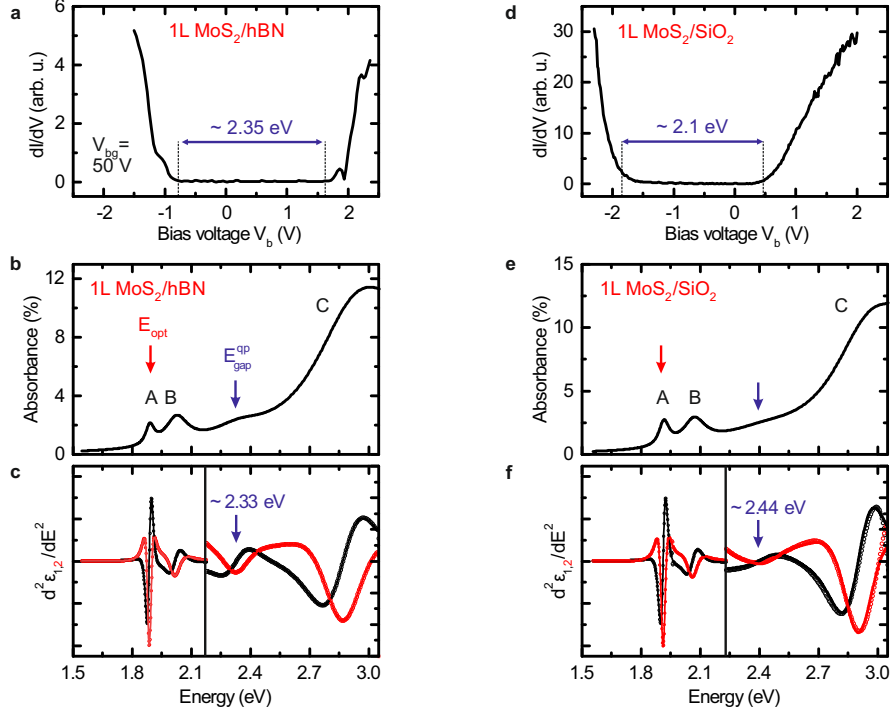 a
1L MoS2/hBN
dI/dV (arb. u.)
6
4
2
0
~ 2.35 eV
Vbg=
50 V
-2 -1 0 1 2
Bias voltage Vb (V)
b
1L MoS2/hBN
Absorbance (%)
12
8
4
0
Eopt
A B
E qp gap
C
c
d²ε1,2/dE²
~ 2.33 eV
1.5 1.8 2.1 2.4 2.7 3.0
Energy (eV)
d
1L MoS2/SiO2
dI/dV (arb. u.)
30
20
10
0
~ 2.1 eV
-2 -1 0 1 2
Bias voltage Vb (V)
e
1L MoS2/SiO2
Absorbance (%)
15
10
5
0
A B
C
f
d²ε1,2/dE²
~ 2.44 eV
1.5 1.8 2.1 2.4 2.7 3.0
Energy (eV)